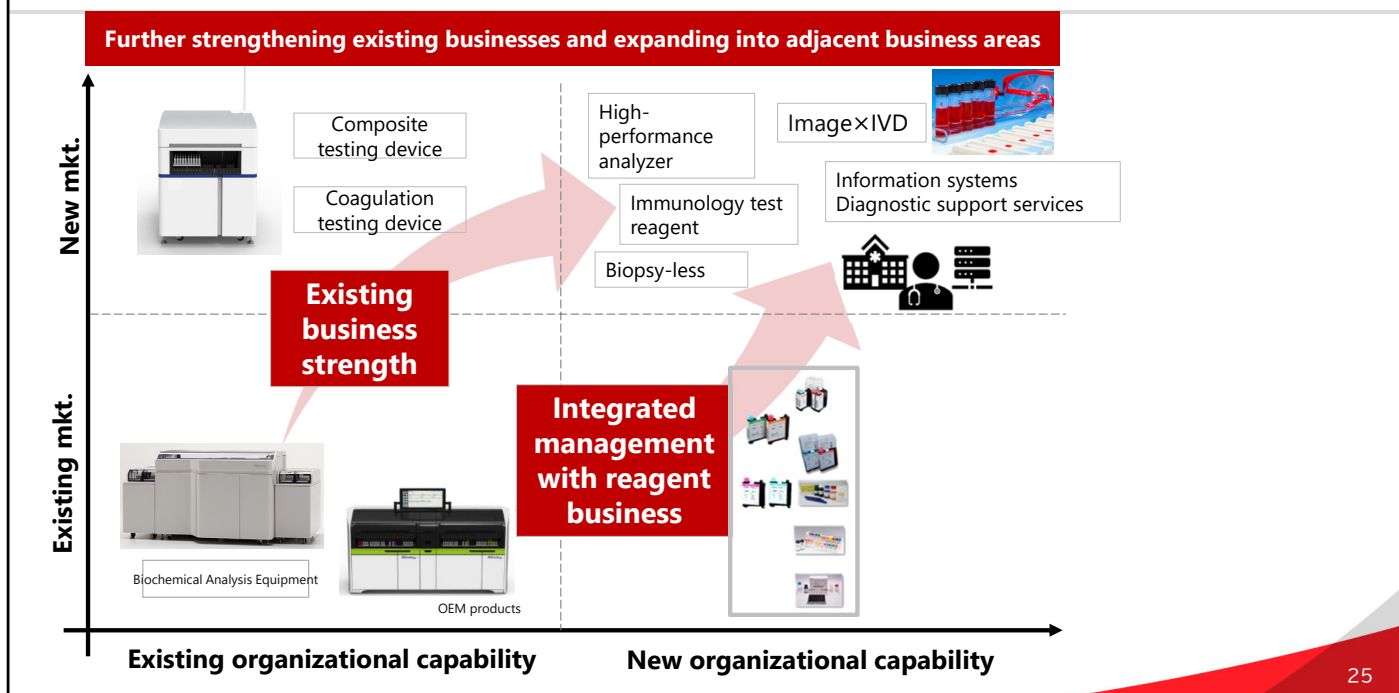 Further strengthening existing businesses and expanding into adjacent business areas
New mkt.
Existing mkt.
Composite
testing device
Coagulation
testing device
High-
performance
analyzer
Image×IVD
Immunology test
reagent
Information systems
Diagnostic support services
Biopsy-less
Existing
business
strength
Integrated
management
with reagent
business
Biochemical Analysis Equipment
OEM products
Existing organizational capability
New organizational capability
25